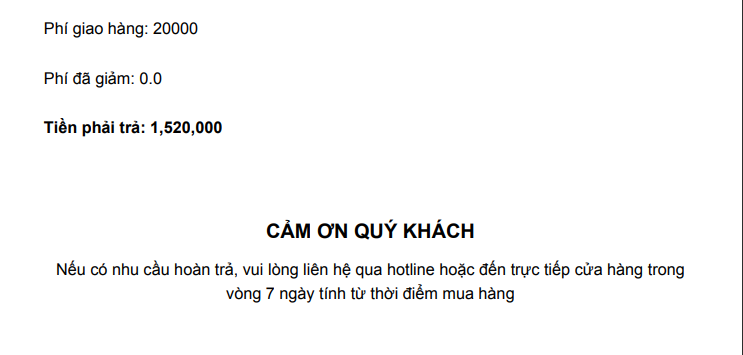 Phí giao hàng: 20000
Phí đã giảm: 0.0
Tiền phải trả: 1,520,000
CẢM ƠN QUÝ KHÁCH
Nếu có nhu cầu hoàn trả, vui lòng liên hệ qua hotline hoặc đến trực tiếp cửa hàng trong
vòng 7 ngày tính từ thời điểm mua hàng